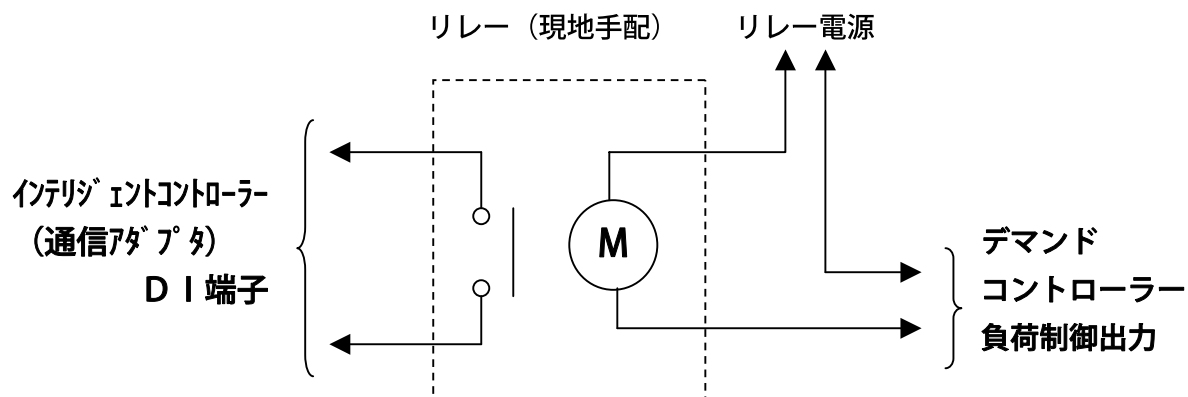 リレー（現地手配）
リレー電源
ｲﾝﾃﾘｼﾞｪﾝﾄｺﾝﾄﾛｰﾗｰ
（通信ｱﾀﾞﾌﾟﾀ）
ＤＩ端子
M
デマンド
コントローラー
負荷制御出力